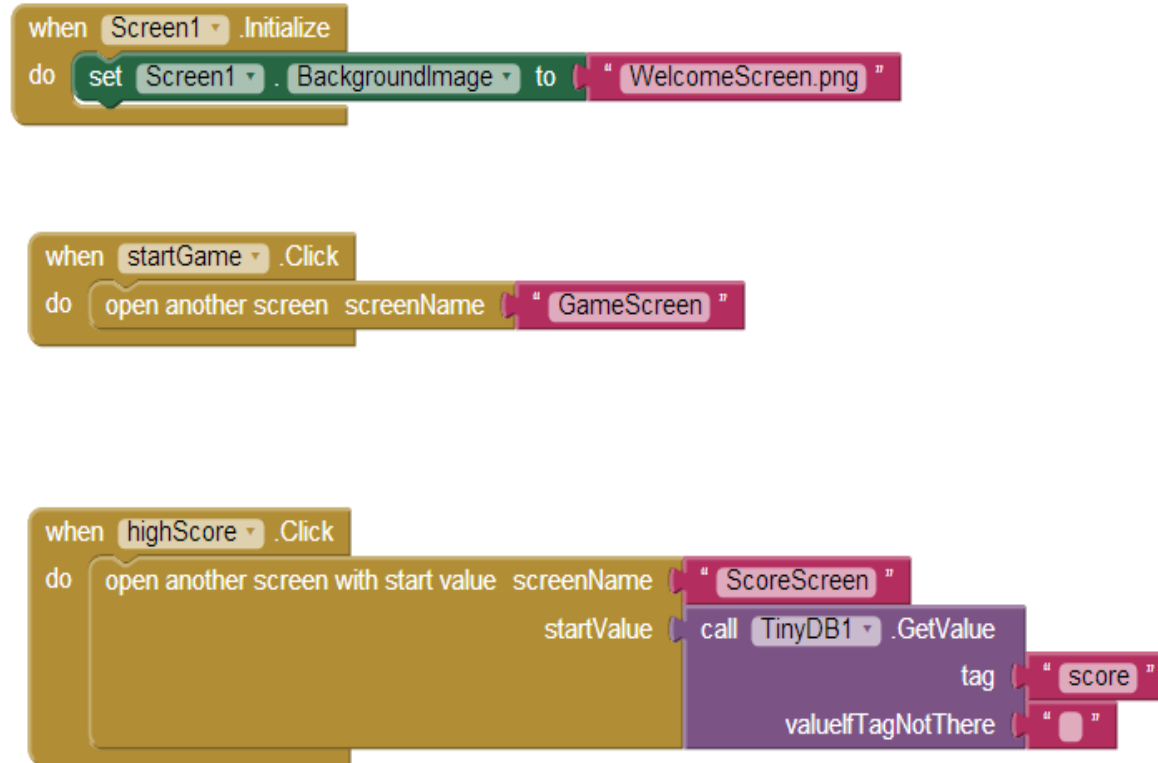 when Screen1 .Initialize
do set Screen1 . BackgroundImage to " WelcomeScreen.png "
when startGame .Click
do open another screen screenName " GameScreen "
when highScore .Click
do open another screen with start value screenName " ScoreScreen "
startValue call TinyDB1 .GetValue
tag " score "
valueIfTagNotThere " "